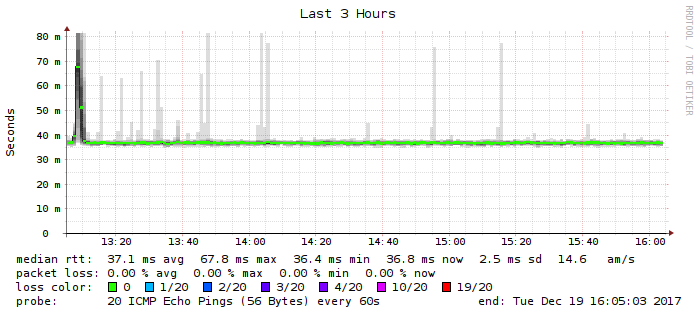 Last 3 Hours
RRDTOOL / TOBI OETIKER
Seconds
80 m
70 m
60 m
50 m
40 m
30 m
20 m
10 m
0
13:20 13:40 14:00 14:20 14:40 15:00 15:20 15:40 16:00
median rtt: 37.1 ms avg 67.8 ms max 36.4 ms min 36.8 ms now 2.5 ms sd 14.6 am/s
packet loss: 0.00 % avg 0.00 % max 0.00 % min 0.00 % now
loss color: 0 1/20 2/20 3/20 4/20 10/20 19/20
probe: 20 ICMP Echo Pings (56 Bytes) every 60s end: Tue Dec 19 16:05:03 2017